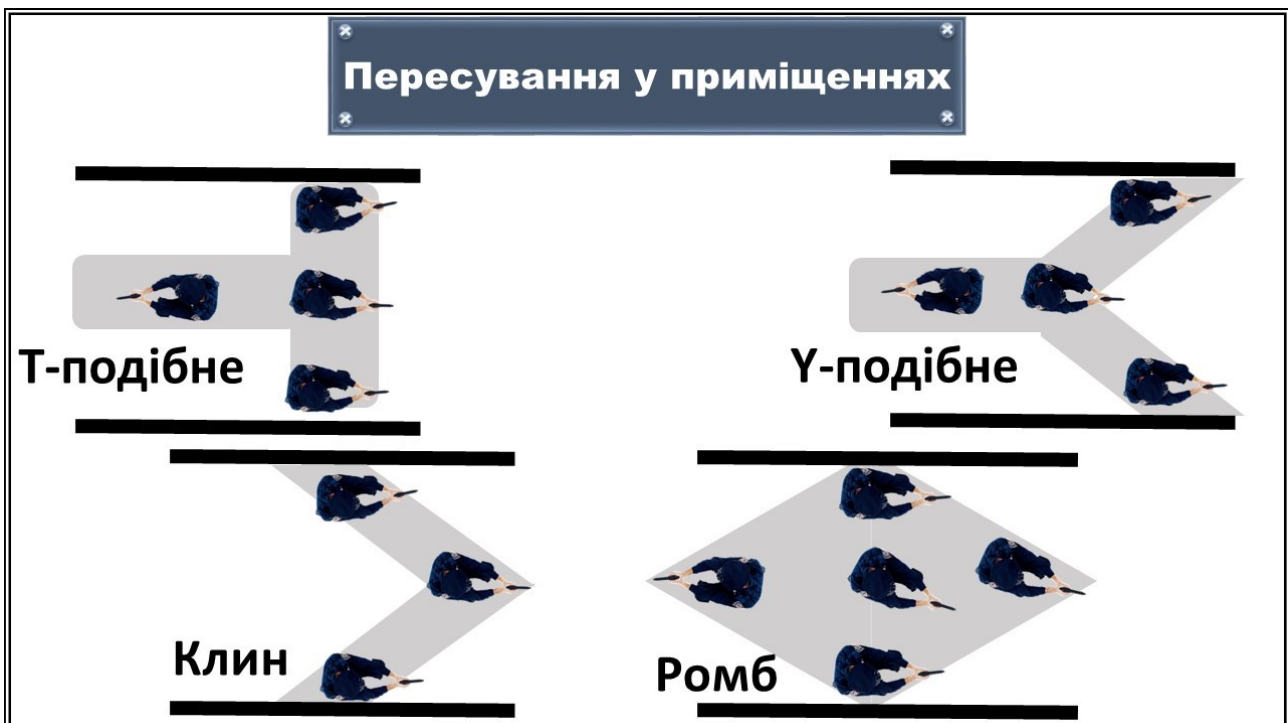 Пересування у приміщеннях
Т-подібне
Y-подібне
Клин
Ромб